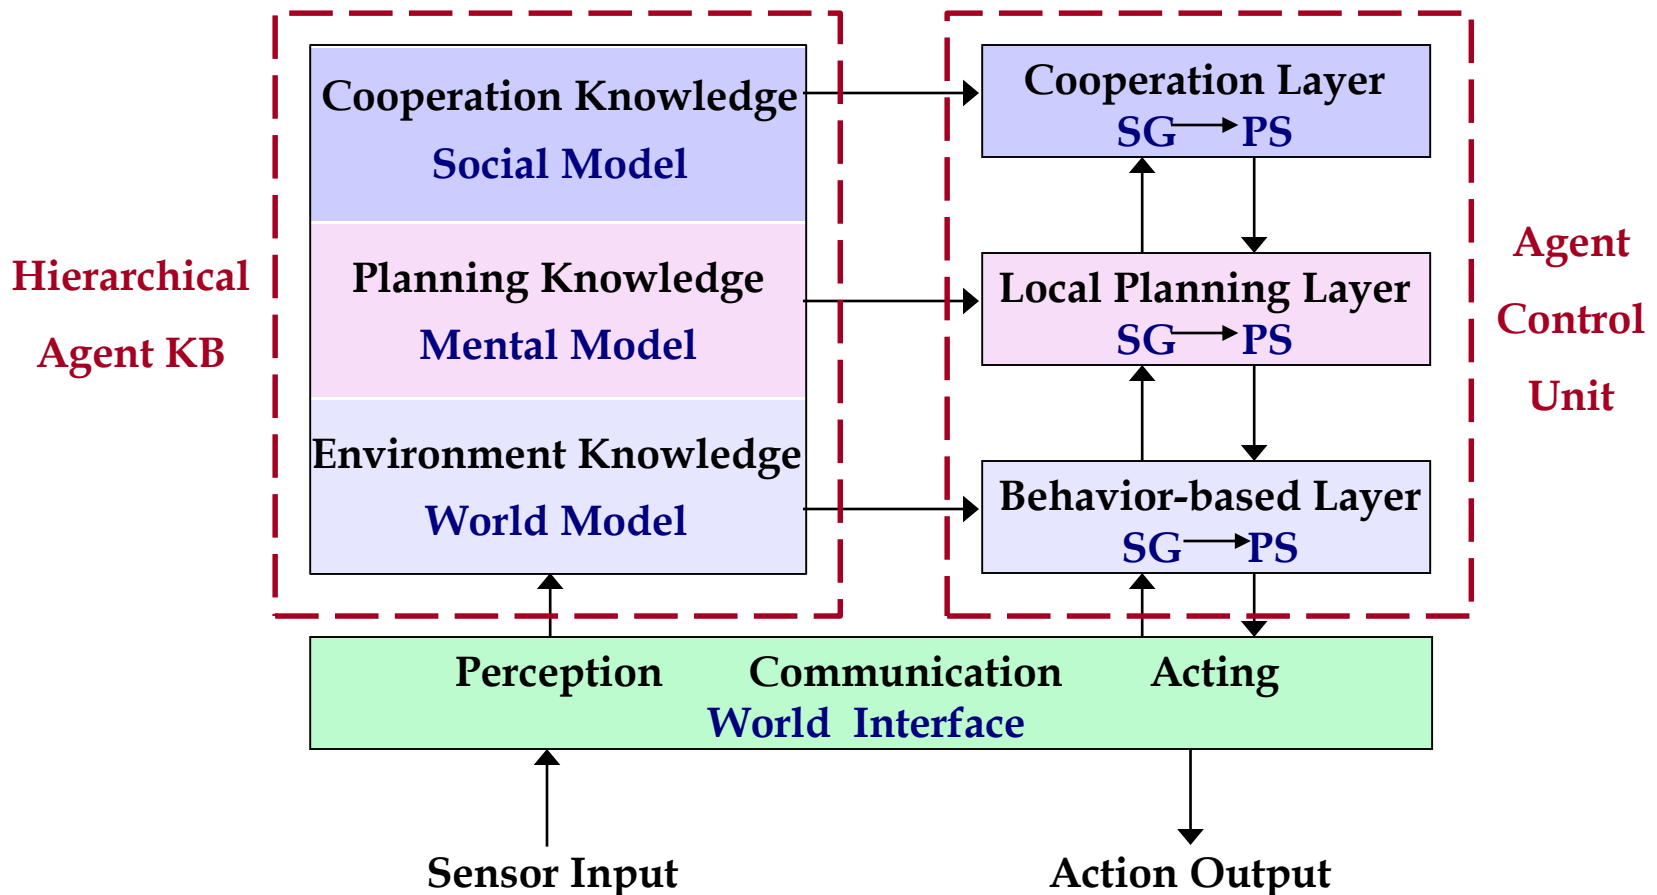 Hierarchical
Agent KB
Cooperation Knowledge
Social Model
Planning Knowledge
Mental Model
Environment Knowledge
World Model
Cooperation Layer
SG PS
Local Planning Layer
SG PS
Behavior-based Layer
SG PS
Agent
Control
Unit
Perception Communication Acting
World Interface
Sensor Input
Action Output